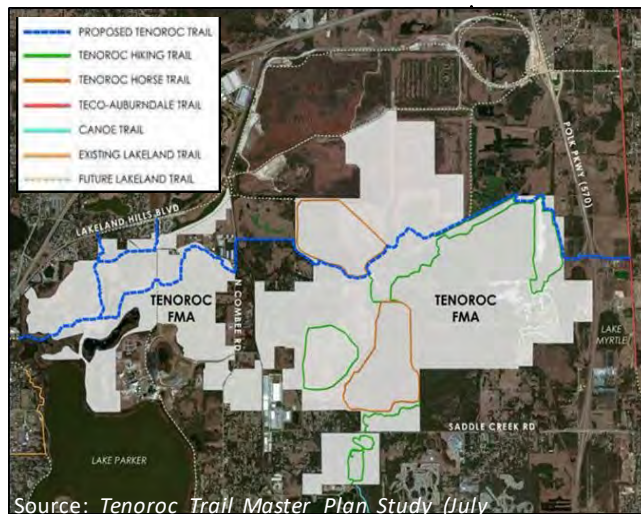 PROPOSED TENOROC TRAIL
TENOROC HIKING TRAIL
TENOROC HORSE TRAIL
TECO-AUBURNDALE TRAIL
CANOE TRAIL
EXISTING LAKELAND TRAIL
FUTURE LAKELAND TRAIL
POLK PKWY (570)
LAKELAND HILLS BLVD
TENOROC
FMA
N COMBEE RD
TENOROC
FMA
LAKE
MYRTLE
SADDLE CREEK RD
LAKE PARKER
Source: Tenoroc Trail Master Plan Study (July